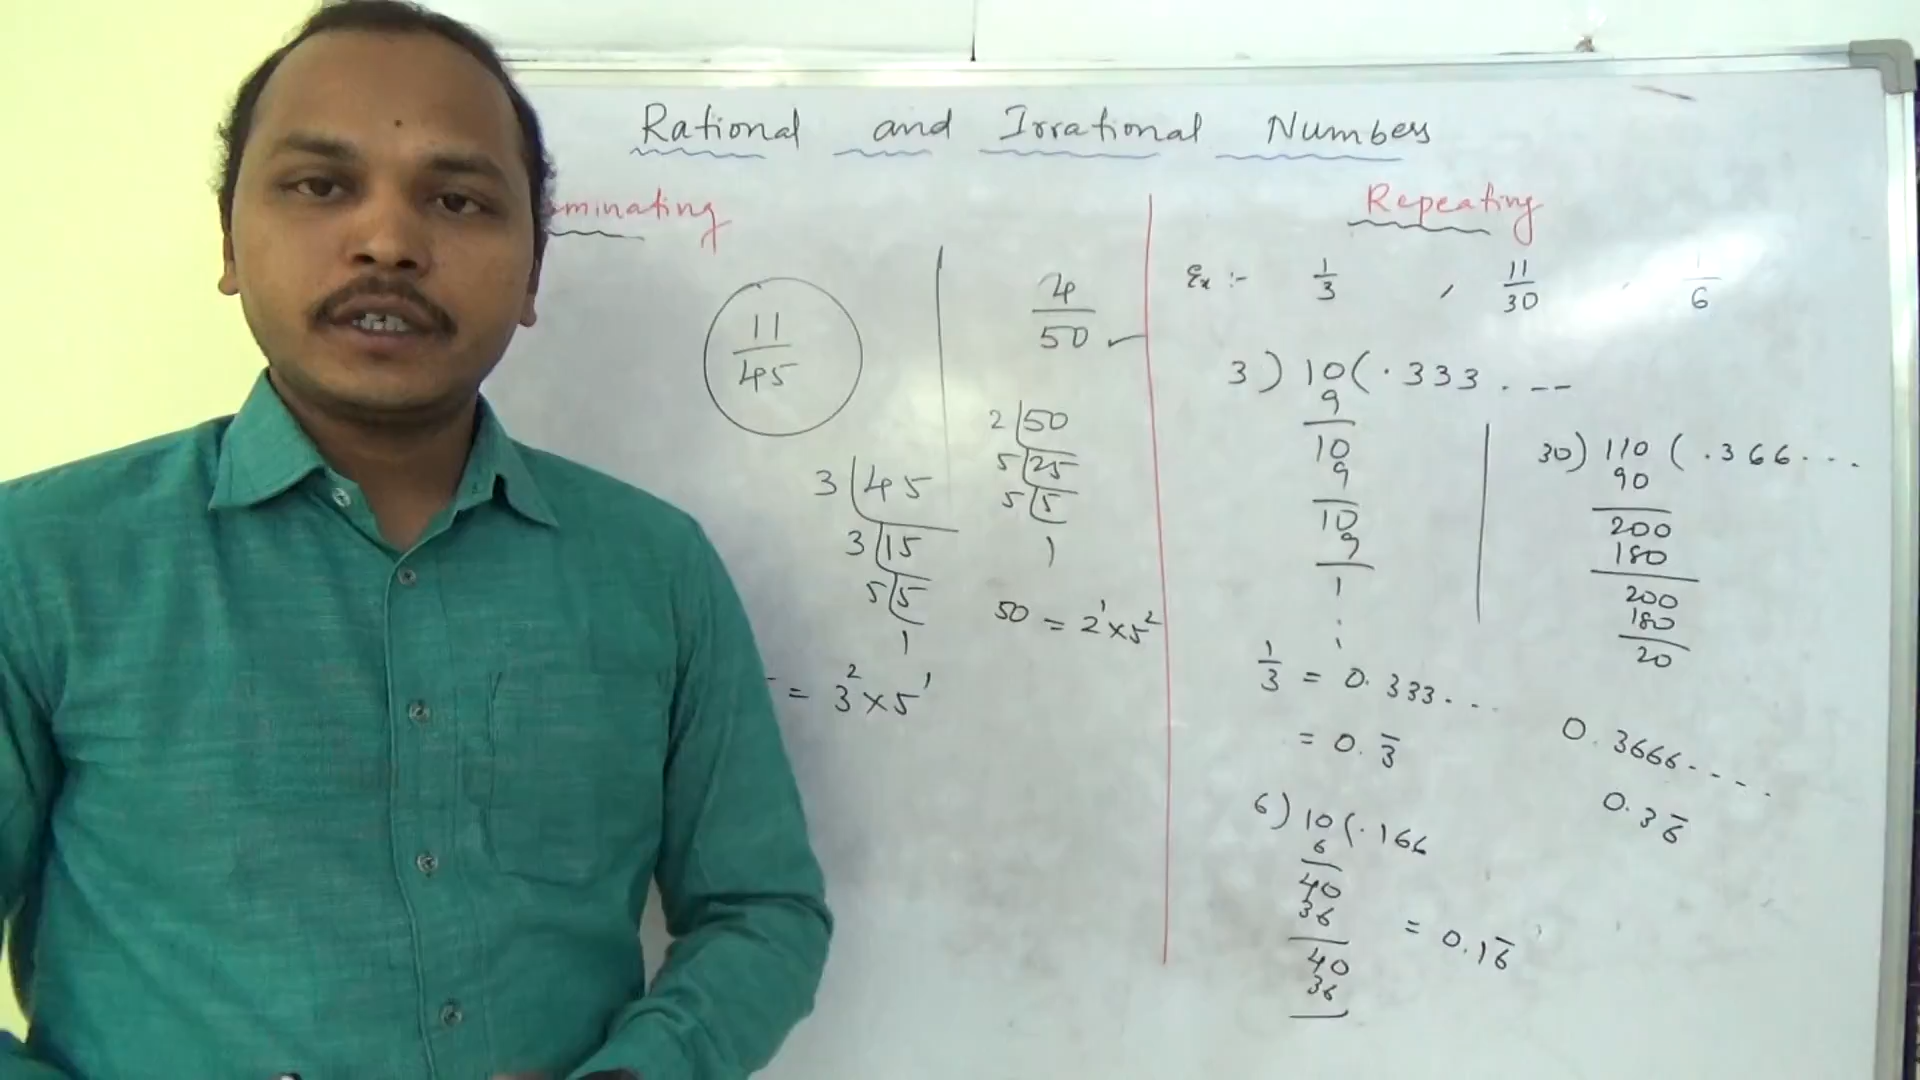 Rational and Irrational Numbers
minating
11/45
3 | 45
3 | 15
5 | 5
1
= 3² × 5¹
4/50 ✓
2 | 50
5 | 25
5 | 5
1
50 = 2¹ × 5²
Repeating
Ex :- 1/3 , 11/30 , 1/6
3 ) 10 ( .333 . --
9
10
9
10
9
1
:
1/3 = 0.333...
= 0.3̅
30 ) 110 ( .366...
90
200
180
200
180
20
0.3666....
0.36̅
6 ) 10 ( .166
6
40
36
40
36
= 0.16̅